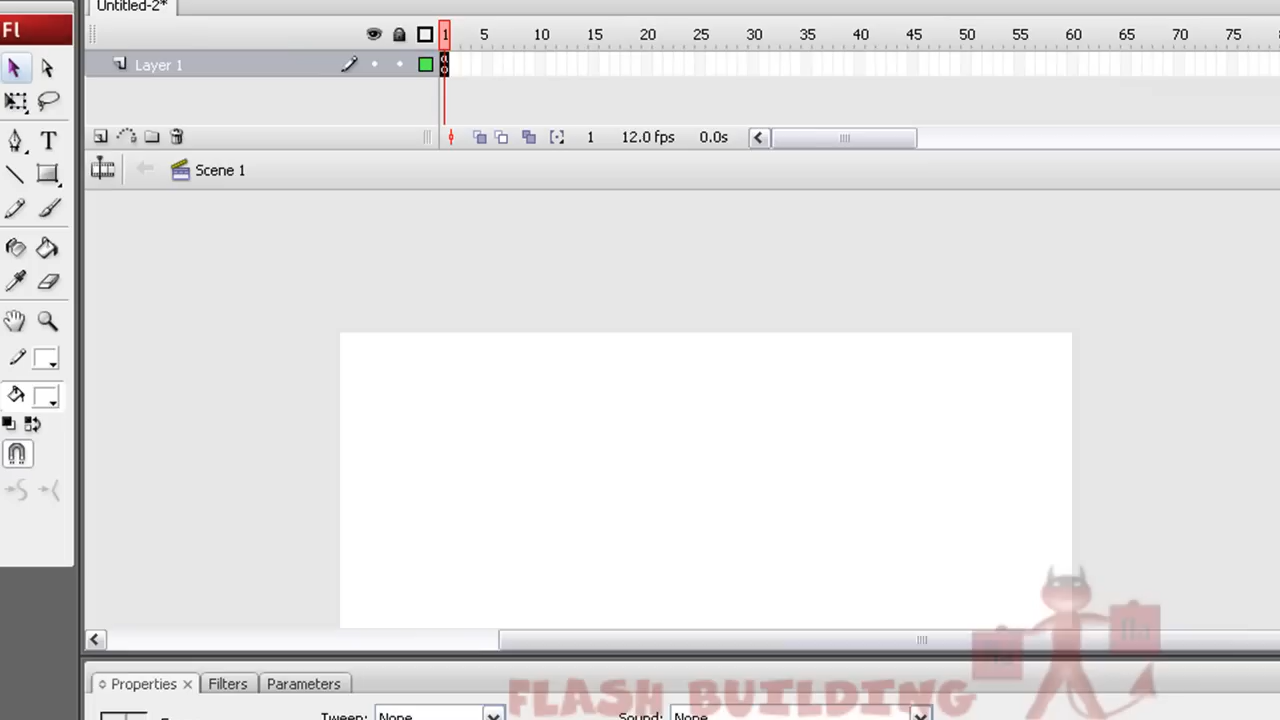 Untitled-2*
Fl
1 5 10 15 20 25 30 35 40 45 50 55 60 65 70 75
Layer 1
T
1 12.0 fps 0.0s
Scene 1
Properties Filters Parameters
FLASH BUILDING
Tween: None Sound: None